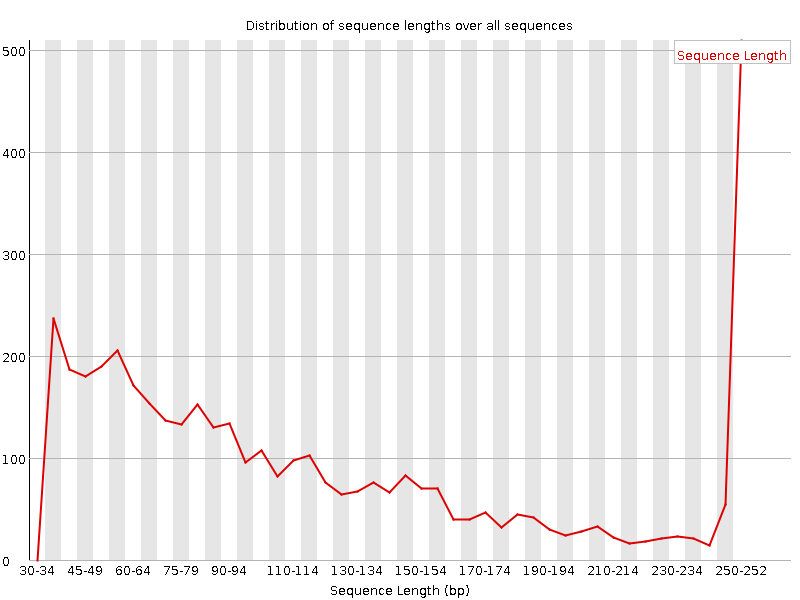 Distribution of sequence lengths over all sequences
Sequence Length
500
400
300
200
100
0
30-34 45-49 60-64 75-79 90-94 110-114 130-134 150-154 170-174 190-194 210-214 230-234 250-252
Sequence Length (bp)